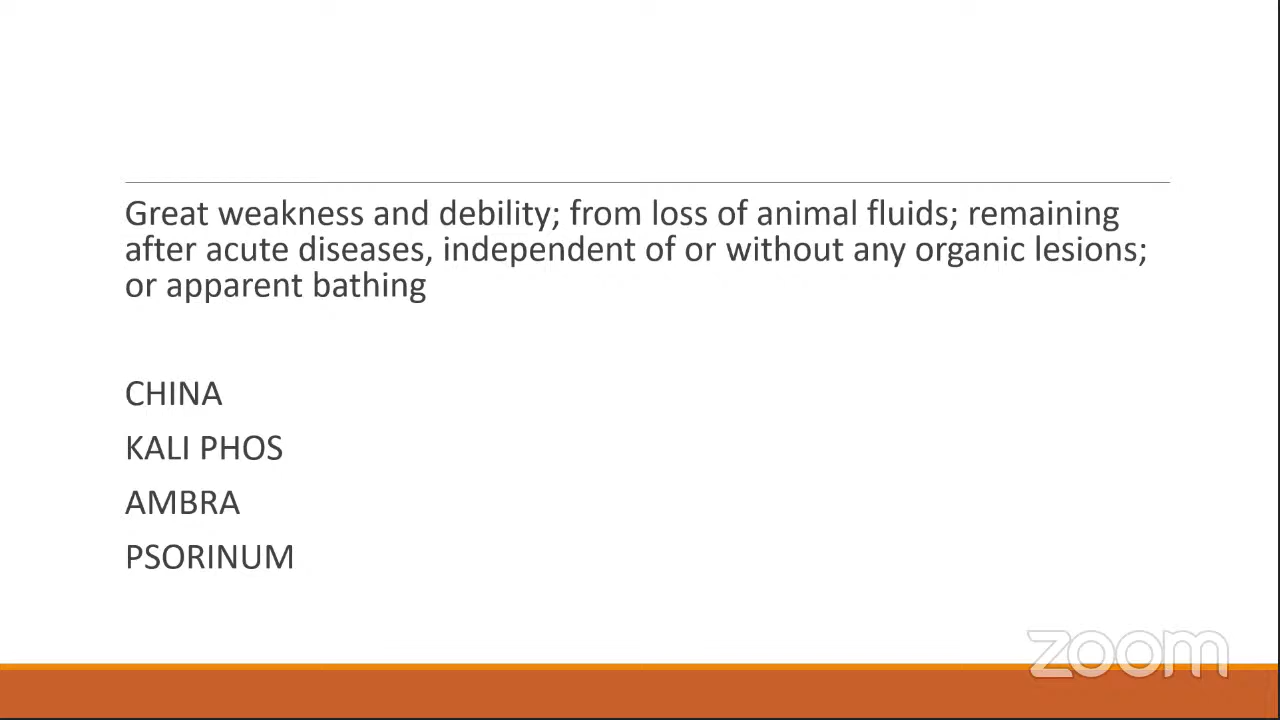 Great weakness and debility; from loss of animal fluids; remaining
after acute diseases, independent of or without any organic lesions;
or apparent bathing
CHINA
KALI PHOS
AMBRA
PSORINUM
zoom